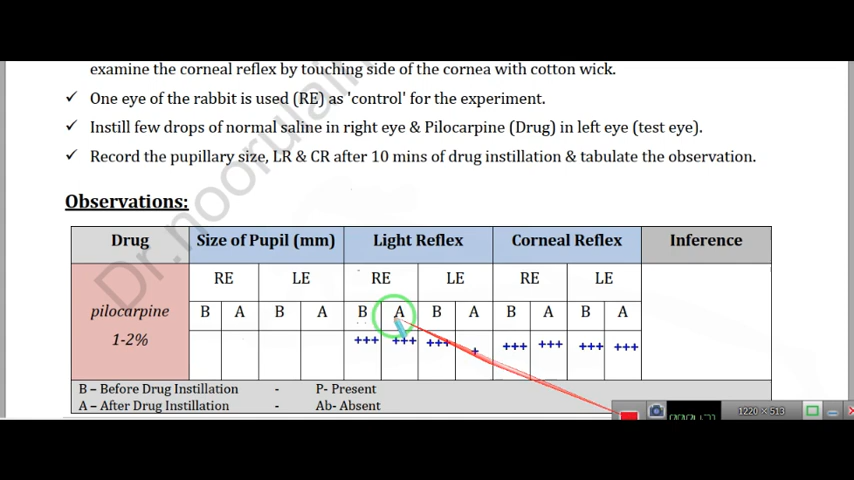 examine the corneal reflex by touching side of the cornea with cotton wick.
✓ One eye of the rabbit is used (RE) as 'control' for the experiment.
✓ Instill few drops of normal saline in right eye & Pilocarpine (Drug) in left eye (test eye).
✓ Record the pupillary size, LR & CR after 10 mins of drug instillation & tabulate the observation.
Observations:
Drug Size of Pupil (mm) Light Reflex Corneal Reflex Inference
RE LE RE LE RE LE
pilocarpine B A B A B A B A B A B A
1-2% +++ +++ +++ + +++ +++ +++ +++
B – Before Drug Instillation - P- Present
A – After Drug Instillation - Ab- Absent
1220 × 513
Dr.noorulain